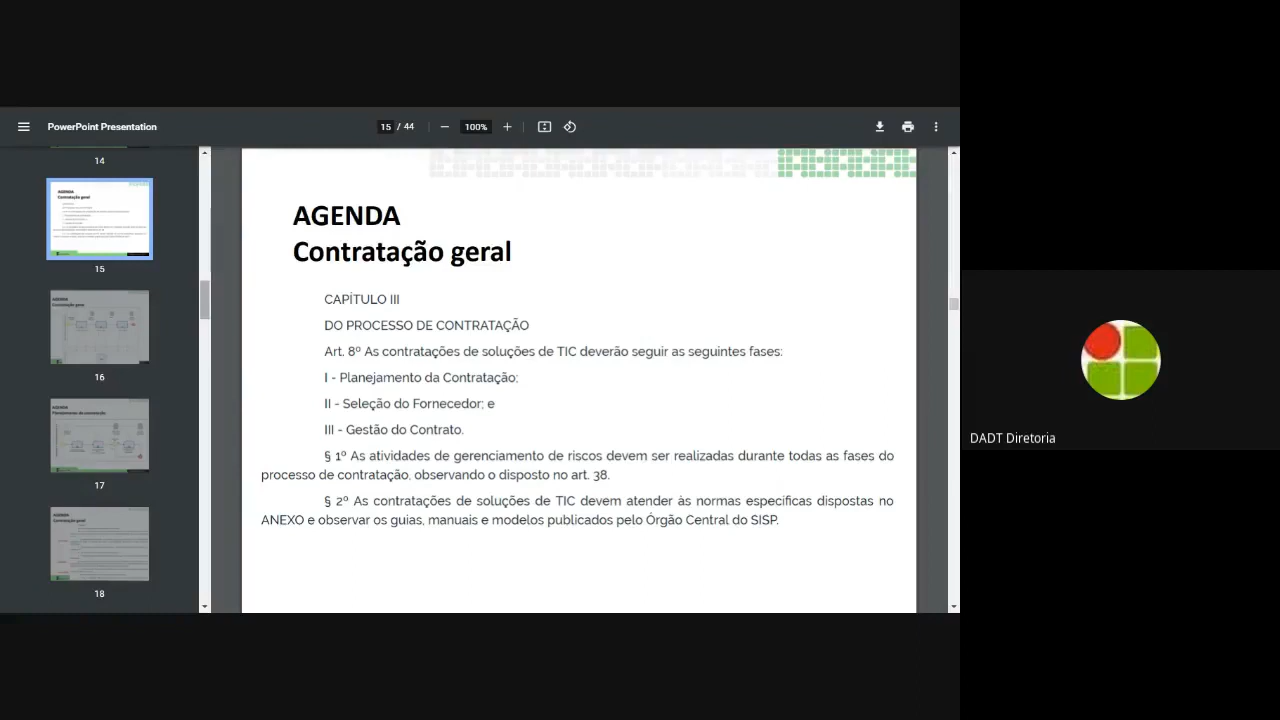 PowerPoint Presentation
15 / 44
100%
14
15
16
17
18
AGENDA
Contratação geral
CAPÍTULO III
DO PROCESSO DE CONTRATAÇÃO
Art. 8º As contratações de soluções de TIC deverão seguir as seguintes fases:
I - Planejamento da Contratação;
II - Seleção do Fornecedor; e
III - Gestão do Contrato.
§ 1º As atividades de gerenciamento de riscos devem ser realizadas durante todas as fases do
processo de contratação, observando o disposto no art. 38.
§ 2º As contratações de soluções de TIC devem atender às normas específicas dispostas no
ANEXO e observar os guias, manuais e modelos publicados pelo Órgão Central do SISP.
DADT Diretoria